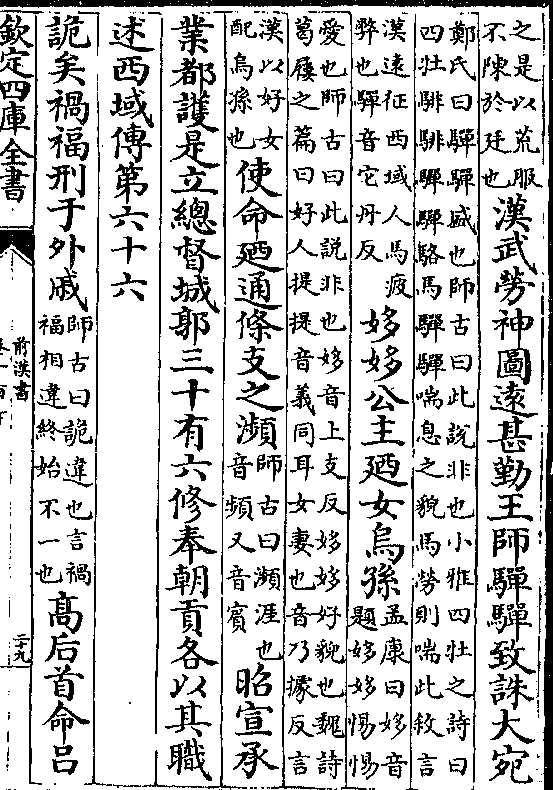 之是以荒服
不陳於廷也
漢武勞神圖遠甚勤王師驒驒致誅大宛
鄭氏曰驒驒盛也師古曰此說非也小雅四牡之詩曰
四牡騑騑驒驒駱馬驒驒喘息之貌馬勞則喘此敘言
漢遠征西域人馬疲
弊也驒音它丹反
姼姼公主廼女烏孫
孟康曰姼音
題姼姼惕惕
愛也師古曰此說非也姼音上支反姼姼好貌也魏詩
葛屨之篇曰好人提提音義同耳女妻也音乃據反言
漢以好女
配烏孫也
使命廼通條支之瀕
師古曰瀕涯也
音頻又音賓
昭宣承
業都護是立總督城郭三十有六修奉朝貢各以其職
述西域傳第六十六
詭矣禍福刑于外戚
師古曰詭違也言禍
福相違終始不一也
高后首命呂
欽定四庫全書
前漢書
二十九